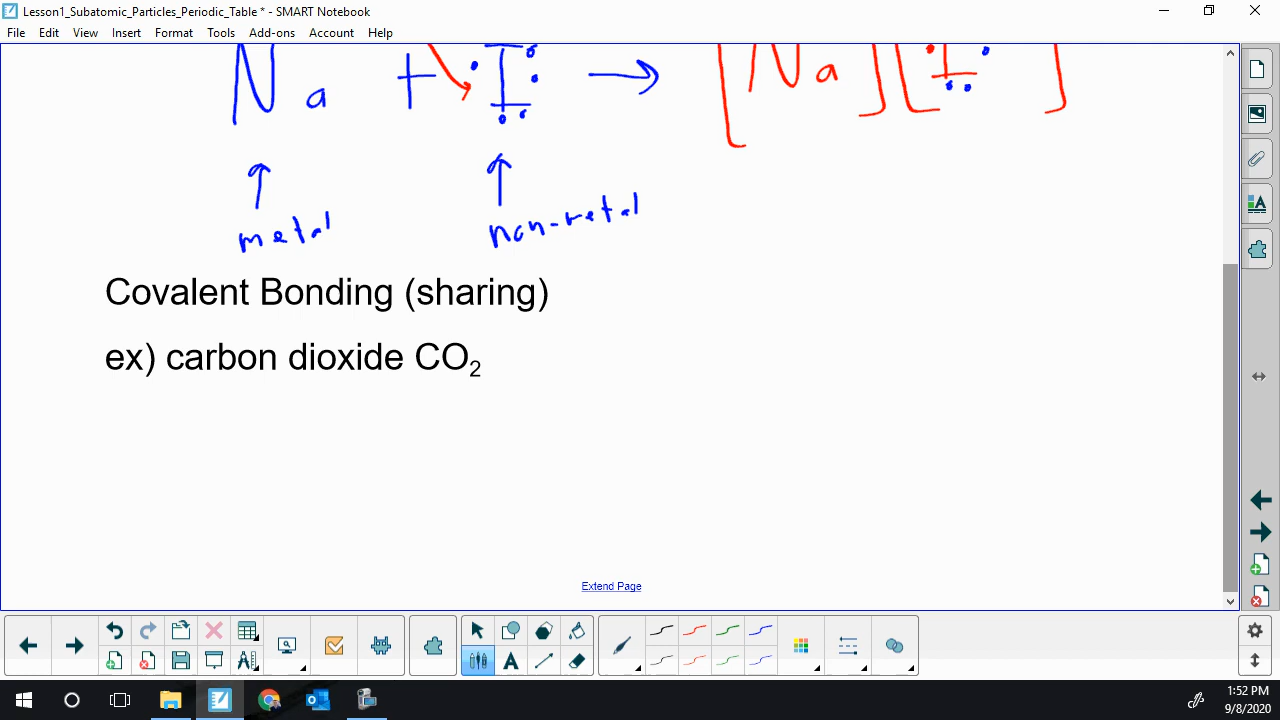 Lesson1_Subatomic_Particles_Periodic_Table * - SMART Notebook
File Edit View Insert Format Tools Add-ons Account Help
Na + I → [Na] [I]
metal non-metal
Covalent Bonding (sharing)
ex) carbon dioxide CO₂
Extend Page
1:52 PM
9/8/2020